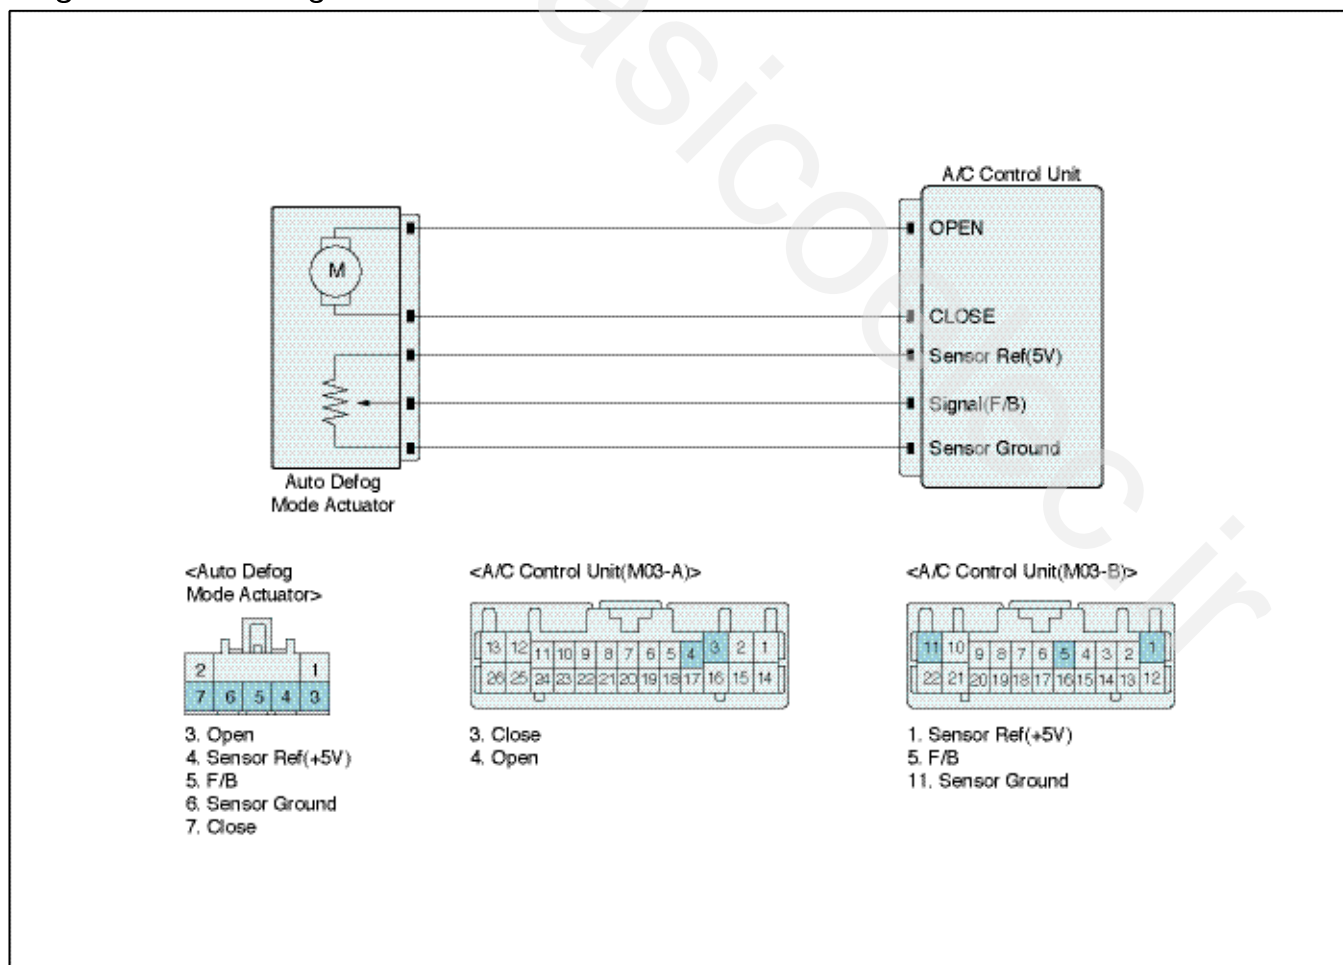 A/C Control Unit
OPEN
M
CLOSE
Sensor Ref(5V)
Signal(F/B)
Sensor Ground
Auto Defog
Mode Actuator
<Auto Defog
Mode Actuator>
2 1
7 6 5 4 3
3. Open
4. Sensor Ref(+5V)
5. F/B
6. Sensor Ground
7. Close
<A/C Control Unit(M03-A)>
13 12 11 10 9 8 7 6 5 4 3 2 1
26 25 24 23 22 21 20 19 18 17 16 15 14
3. Close
4. Open
<A/C Control Unit(M03-B)>
11 10 9 8 7 6 5 4 3 2 1
22 21 20 19 18 17 16 15 14 13 12
1. Sensor Ref(+5V)
5. F/B
11. Sensor Ground
asicoelec.ir